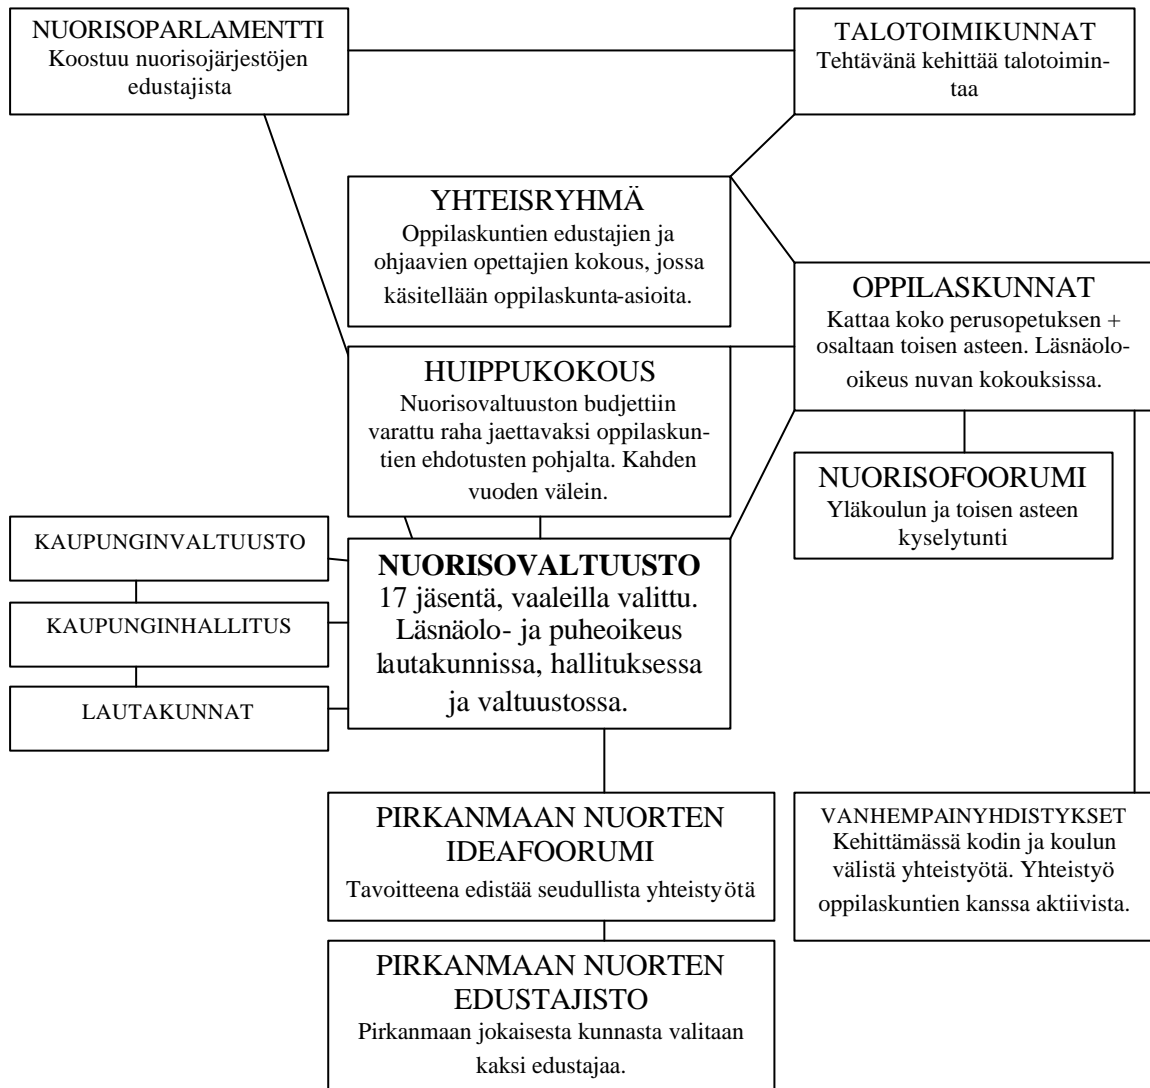 NUORISOPARLAMENTTI
Koostuu nuorisojärjestöjen
edustajista
TALOTOIMIKUNNAT
Tehtävänä kehittää talotoimin-
taa
YHTEISRYHMÄ
Oppilaskuntien edustajien ja
ohjaavien opettajien kokous, jossa
käsitellään oppilaskunta-asioita.
OPPILASKUNNAT
Kattaa koko perusopetuksen +
osaltaan toisen asteen. Läsnäolo-
oikeus nuvan kokouksissa.
HUIPPUKOKOUS
Nuorisovaltuuston budjettiin
varattu raha jaettavaksi oppilaskun-
tien ehdotusten pohjalta. Kahden
vuoden välein.
NUORISOFOORUMI
Yläkoulun ja toisen asteen
kyselytunti
KAUPUNGINVALTUUSTO
KAUPUNGINHALLITUS
LAUTAKUNNAT
NUORISOVALTUUSTO
17 jäsentä, vaaleilla valittu.
Läsnäolo- ja puheoikeus
lautakunnissa, hallituksessa
ja valtuustossa.
PIRKANMAAN NUORTEN
IDEAFOORUMI
Tavoitteena edistää seudullista yhteistyötä
VANHEMPAINYHDISTYKSET
Kehittämässä kodin ja koulun
välistä yhteistyötä. Yhteistyö
oppilaskuntien kanssa aktiivista.
PIRKANMAAN NUORTEN
EDUSTAJISTO
Pirkanmaan jokaisesta kunnasta valitaan
kaksi edustajaa.